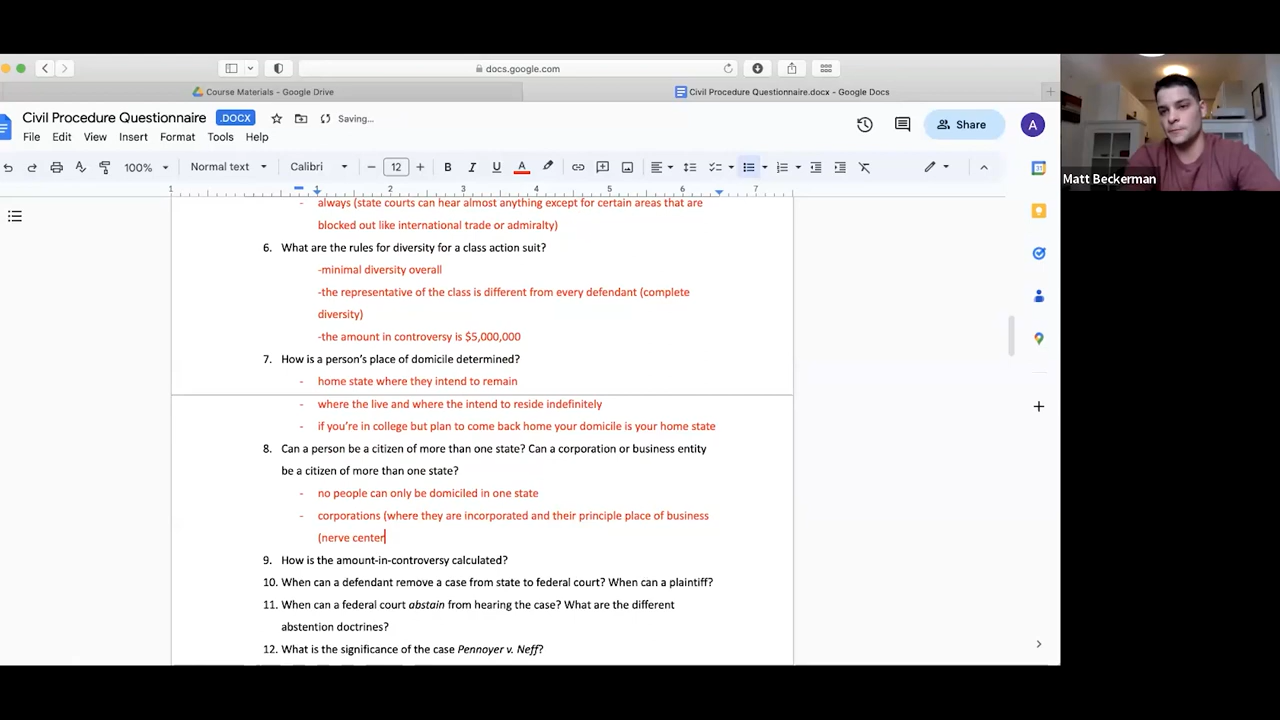 docs.google.com
Course Materials - Google Drive
Civil Procedure Questionnaire.docx - Google Docs
Civil Procedure Questionnaire .DOCX Saving...
File Edit View Insert Format Tools Help
Share
A
100% Normal text Calibri 12 B I U A
1 1 2 3 4 5 6 7
- always (state courts can hear almost anything except for certain areas that are
blocked out like international trade or admiralty)
6. What are the rules for diversity for a class action suit?
-minimal diversity overall
-the representative of the class is different from every defendant (complete
diversity)
-the amount in controversy is $5,000,000
7. How is a person's place of domicile determined?
- home state where they intend to remain
- where the live and where the intend to reside indefinitely
- if you're in college but plan to come back home your domicile is your home state
8. Can a person be a citizen of more than one state? Can a corporation or business entity
be a citizen of more than one state?
- no people can only be domiciled in one state
- corporations (where they are incorporated and their principle place of business
(nerve center
9. How is the amount-in-controversy calculated?
10. When can a defendant remove a case from state to federal court? When can a plaintiff?
11. When can a federal court abstain from hearing the case? What are the different
abstention doctrines?
12. What is the significance of the case Pennoyer v. Neff?
Matt Beckerman